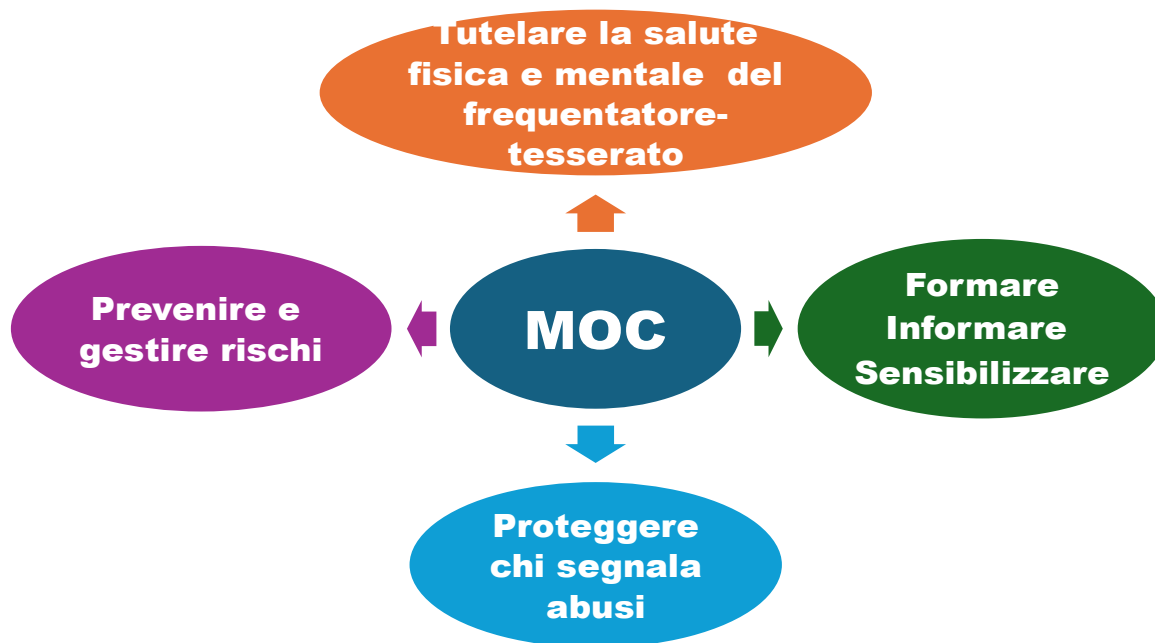 Tutelare la salute
fisica e mentale del
frequentatore-
tesserato
Prevenire e
gestire rischi
MOC
Formare
Informare
Sensibilizzare
Proteggere
chi segnala
abusi